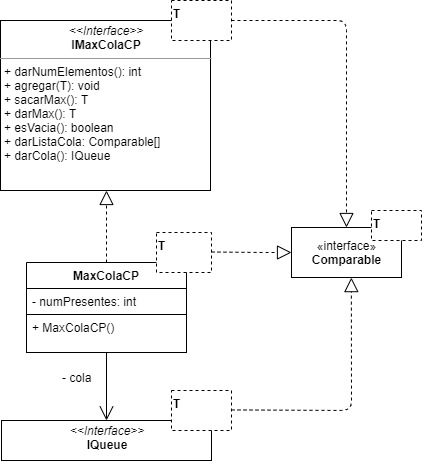 T
<<Interface>>
IMaxColaCP
+ darNumElementos(): int
+ agregar(T): void
+ sacarMax(): T
+ darMax(): T
+ esVacia(): boolean
+ darListaCola: Comparable[]
+ darCola(): IQueue
T
«interface»
Comparable
T
MaxColaCP
- numPresentes: int
+ MaxColaCP()
- cola
T
<<Interface>>
IQueue